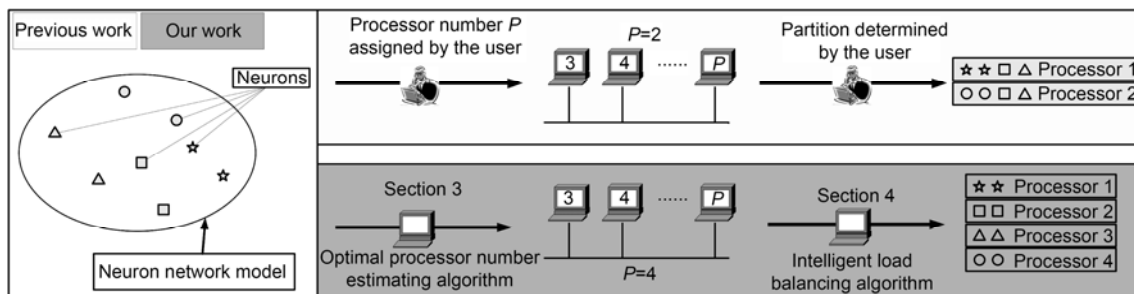 Previous work
Our work
Neurons
Neuron network model
Processor number P
assigned by the user
P=2
3 4 ...... P
Partition determined
by the user
Processor 1
Processor 2
Section 3
Optimal processor number
estimating algorithm
3 4 ...... P
P=4
Section 4
Intelligent load
balancing algorithm
Processor 1
Processor 2
Processor 3
Processor 4